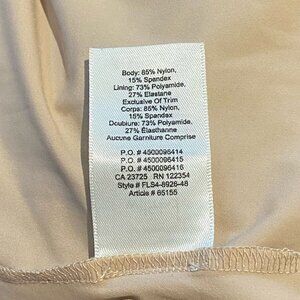 Body: 85% Nylon,
15% Spandex
Lining: 73% Polyamide,
27% Elastane
Exclusive Of Trim
Corps: 85% Nylon,
15% Spandex
Doublure: 73% Polyamide,
27% Élasthanne
Aucune Garniture Comprise
P.O. # 4500096414
P.O. # 4500096415
P.O. # 4500096416
CA 23725 RN 122354
Style # FLS4-8926-48
Article # 65155